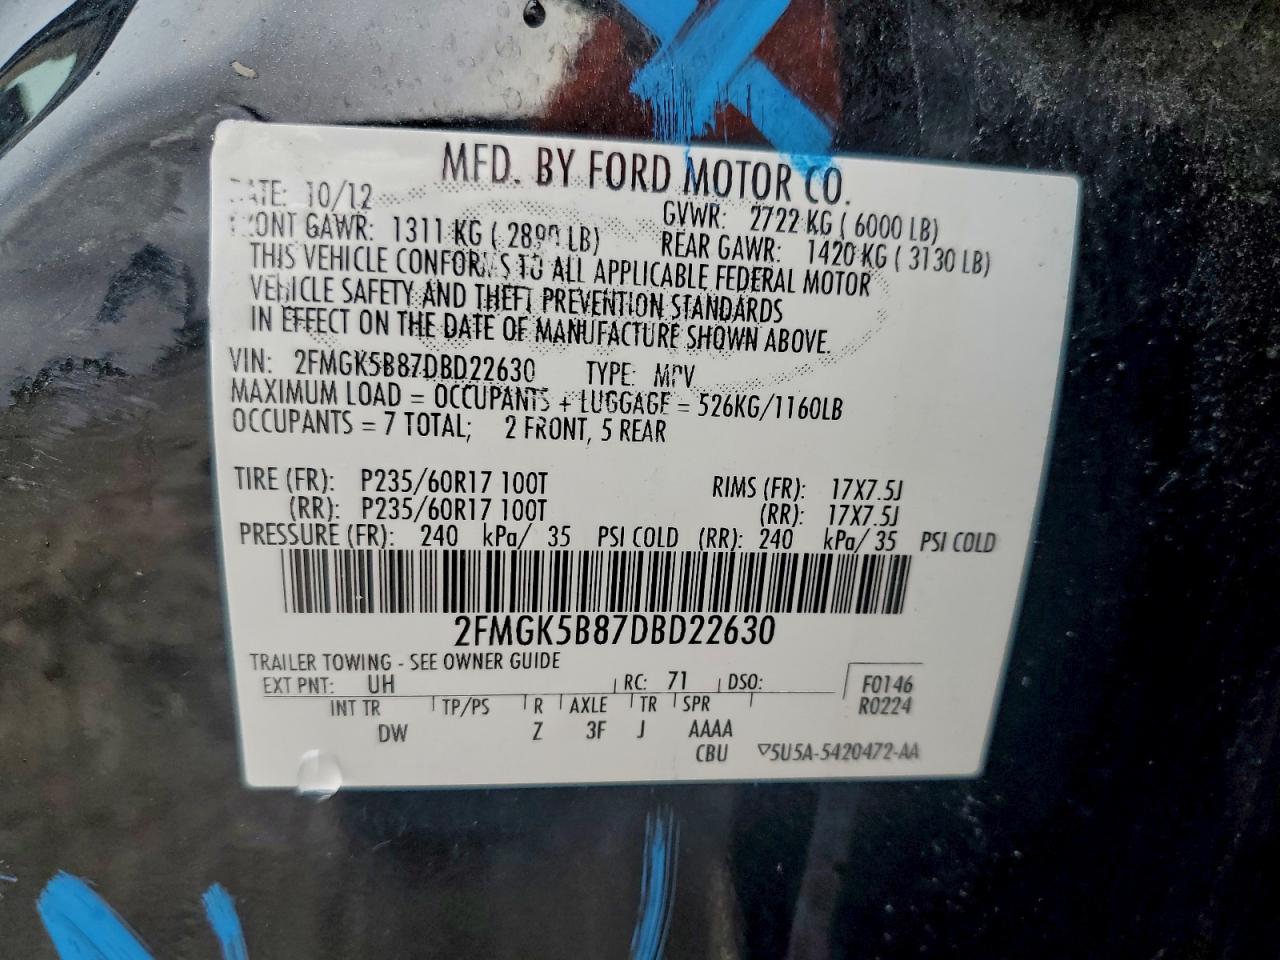 MFD. BY FORD MOTOR CO.
DATE: 10/12 GVWR: 2722 KG ( 6000 LB)
FRONT GAWR: 1311 KG ( 2890 LB) REAR GAWR: 1420 KG ( 3130 LB)
THIS VEHICLE CONFORMS TO ALL APPLICABLE FEDERAL MOTOR
VEHICLE SAFETY AND THEFT PREVENTION STANDARDS
IN EFFECT ON THE DATE OF MANUFACTURE SHOWN ABOVE.
VIN: 2FMGK5B87DBD22630 TYPE: MPV
MAXIMUM LOAD = OCCUPANTS + LUGGAGE = 526KG/1160LB
OCCUPANTS = 7 TOTAL; 2 FRONT, 5 REAR
TIRE (FR): P235/60R17 100T RIMS (FR): 17X7.5J
(RR): P235/60R17 100T (RR): 17X7.5J
PRESSURE (FR): 240 kPa/ 35 PSI COLD (RR): 240 kPa/ 35 PSI COLD
2FMGK5B87DBD22630
TRAILER TOWING - SEE OWNER GUIDE
EXT PNT: UH RC: 71 DSO: F0146
INT TR TP/PS R AXLE TR SPR R0224
DW Z 3F J AAAA
CBU ▽5U5A-5420472-AA